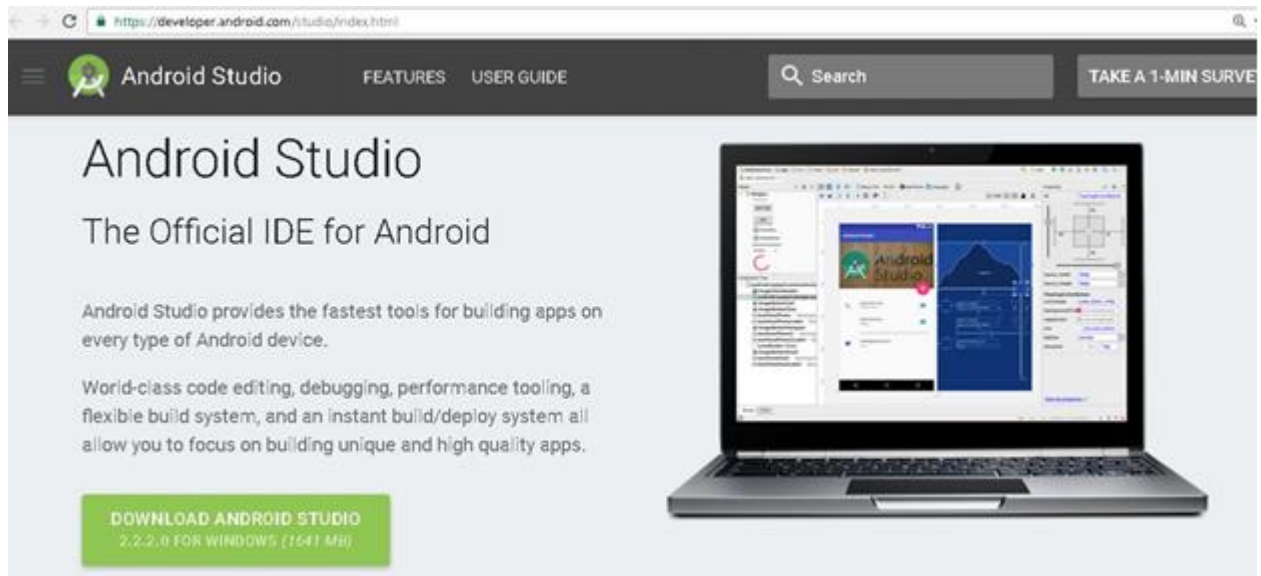 https://developer.android.com/studio/index.html
Android Studio
FEATURES
USER GUIDE
Search
TAKE A 1-MIN SURVE
Android Studio
The Official IDE for Android
Android Studio provides the fastest tools for building apps on
every type of Android device.
World-class code editing, debugging, performance tooling, a
flexible build system, and an instant build/deploy system all
allow you to focus on building unique and high quality apps.
Android
Studio
DOWNLOAD ANDROID STUDIO
2.2.2.0 FOR WINDOWS (1641 MB)